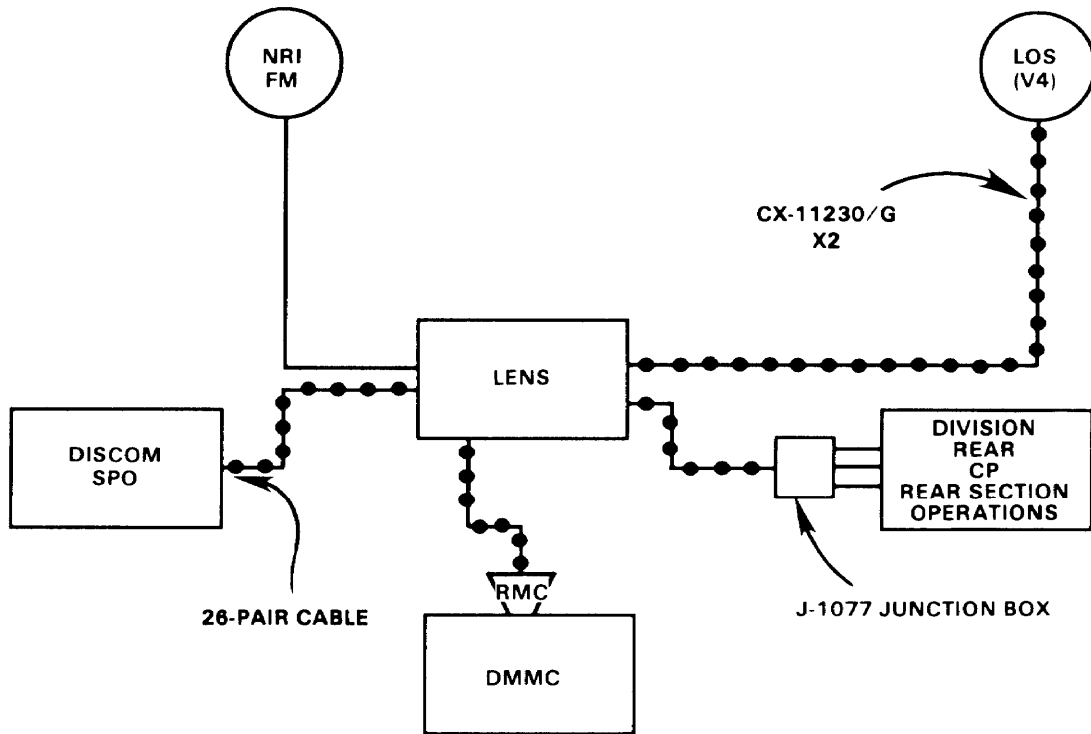 NRI
FM
LOS
(V4)
CX-11230/G
X2
LENS
DISCOM
SPO
DIVISION
REAR
CP
REAR SECTION
OPERATIONS
26-PAIR CABLE
RMC
J-1077 JUNCTION BOX
DMMC